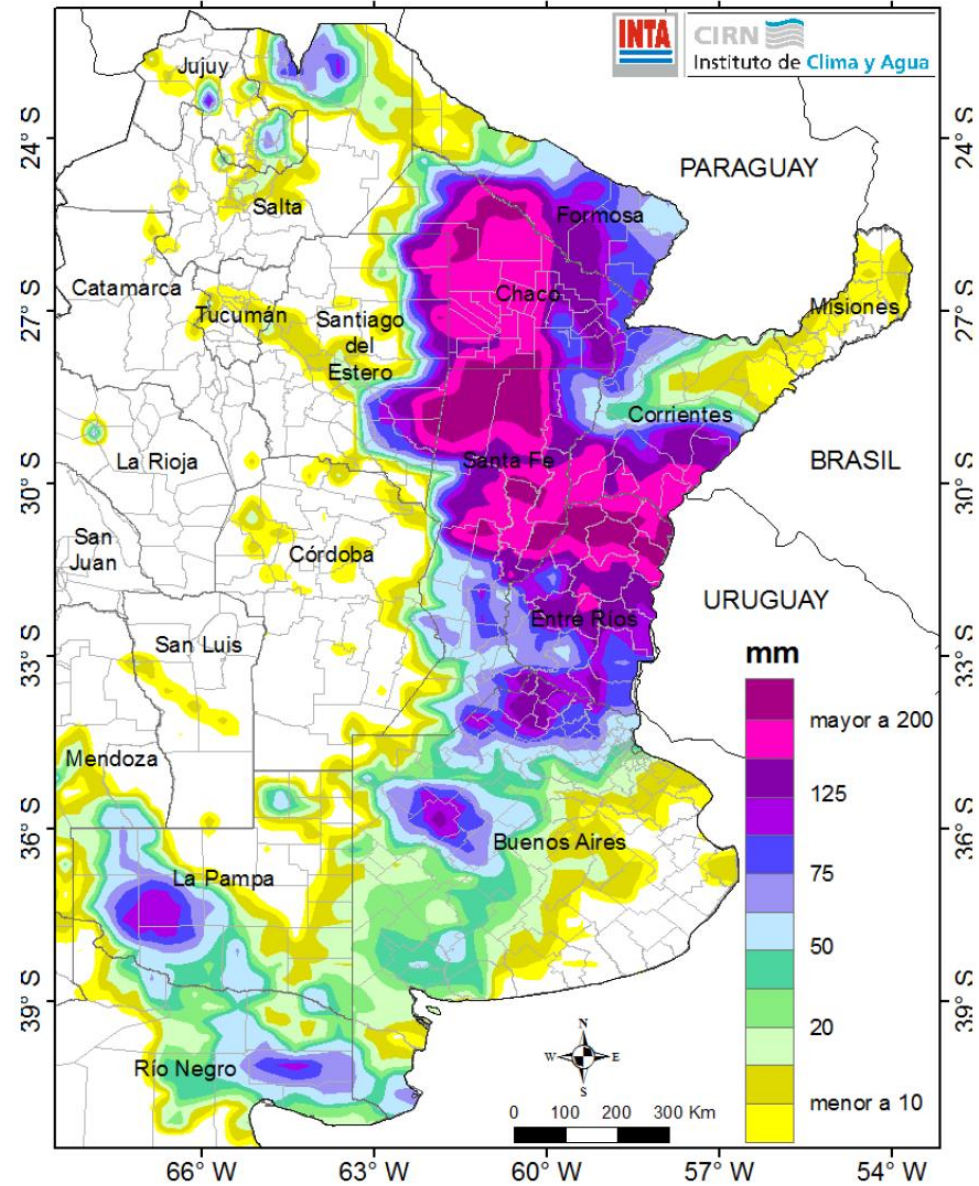 INTA
CIRN
Instituto de Clima y Agua
Jujuy
24° S
24° S
PARAGUAY
Salta
Formosa
Catamarca
Chaco
27° S
27° S
Tucumán
Santiago
del
Estero
Misiones
Corrientes
La Rioja
Santa Fe
BRASIL
30° S
30° S
San
Juan
Córdoba
URUGUAY
Entre Ríos
San Luis
33° S
33° S
mm
mayor a 200
Mendoza
125
36° S
36° S
Buenos Aires
La Pampa
75
50
39° S
39° S
20
N
W
E
S
Río Negro
0 100 200 300 Km
menor a 10
66° W
63° W
60° W
57° W
54° W